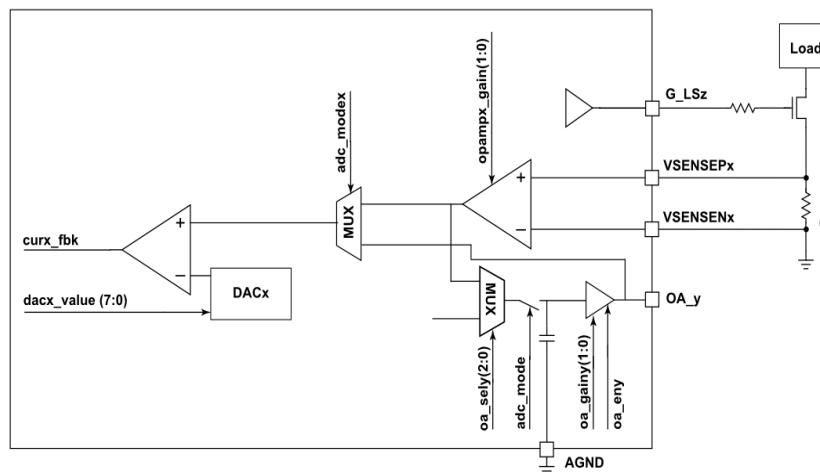 Load
G_LSz
opampx_gain(1:0)
adc_modex
VSENSEPx
+
MUX
+
VSENSENx
−
curx_fbk
−
DACx
MUX
dacx_value (7:0)
OA_y
oa_sely(2:0)
adc_mode
oa_gainy(1:0)
oa_eny
AGND